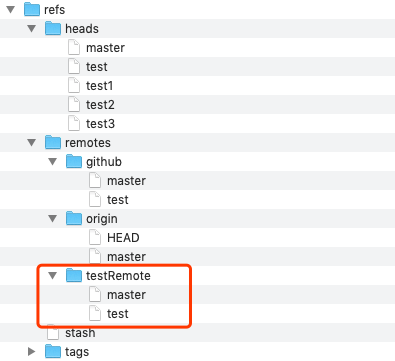 refs
heads
master
test
test1
test2
test3
remotes
github
master
test
origin
HEAD
master
testRemote
master
test
stash
tags